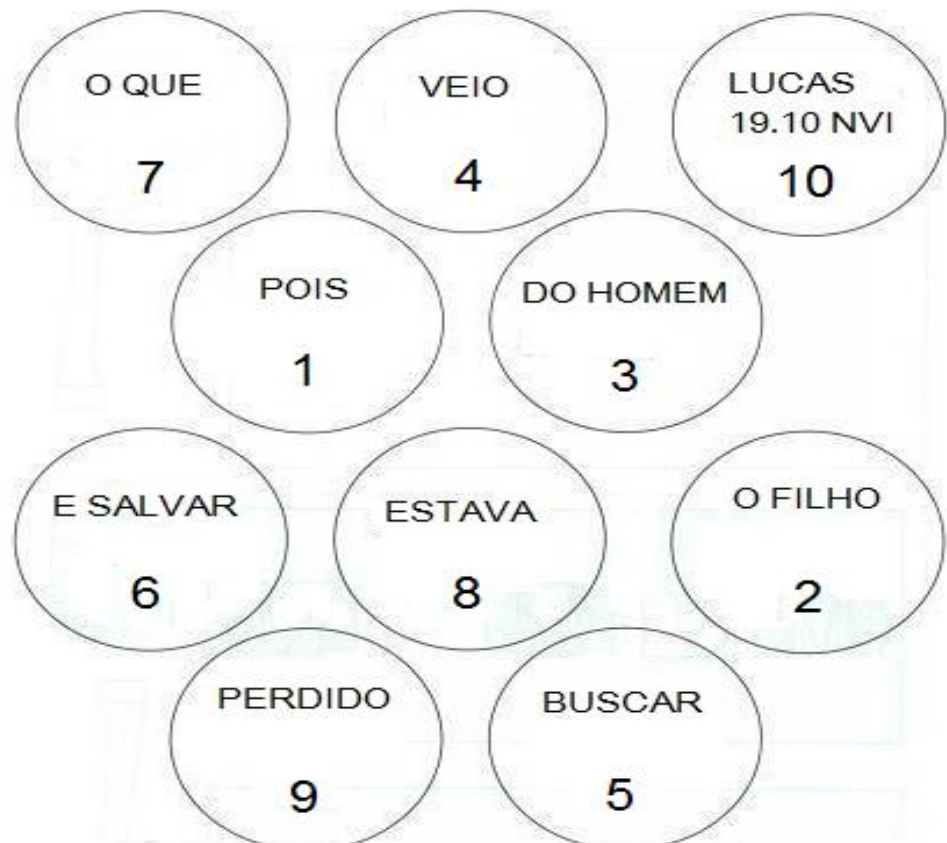 O QUE
7
VEIO
4
LUCAS
19.10 NVI
10
POIS
1
DO HOMEM
3
E SALVAR
6
ESTAVA
8
O FILHO
2
PERDIDO
9
BUSCAR
5